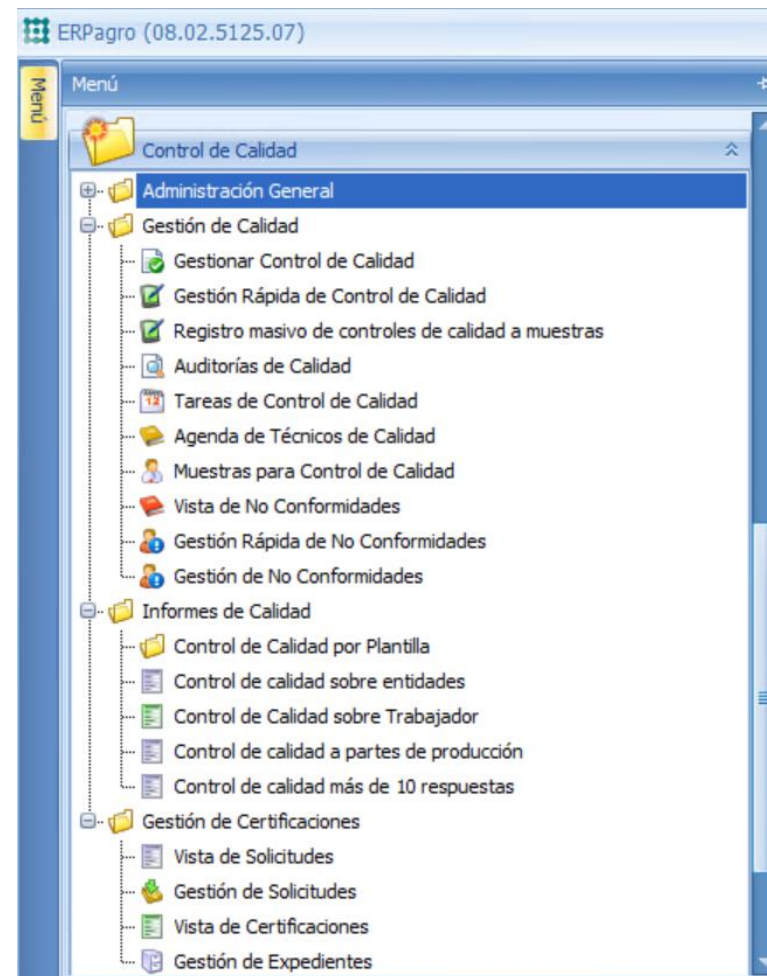 ERPagro (08.02.5125.07)
Menú
Menú
Control de Calidad
Administración General
Gestión de Calidad
Gestionar Control de Calidad
Gestión Rápida de Control de Calidad
Registro masivo de controles de calidad a muestras
Auditorías de Calidad
12
Tareas de Control de Calidad
Agenda de Técnicos de Calidad
Muestras para Control de Calidad
Vista de No Conformidades
Gestión Rápida de No Conformidades
Gestión de No Conformidades
Informes de Calidad
Control de Calidad por Plantilla
Control de calidad sobre entidades
Control de Calidad sobre Trabajador
Control de calidad a partes de producción
Control de calidad más de 10 respuestas
Gestión de Certificaciones
Vista de Solicitudes
Gestión de Solicitudes
Vista de Certificaciones
Gestión de Expedientes